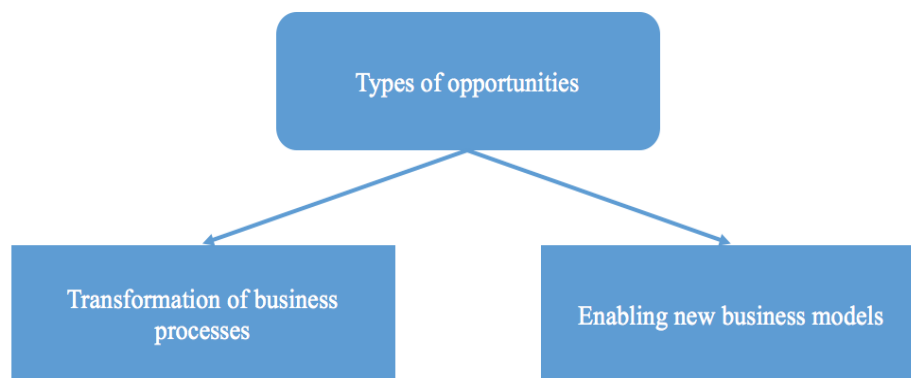 Types of opportunities
Transformation of business
processes
Enabling new business models